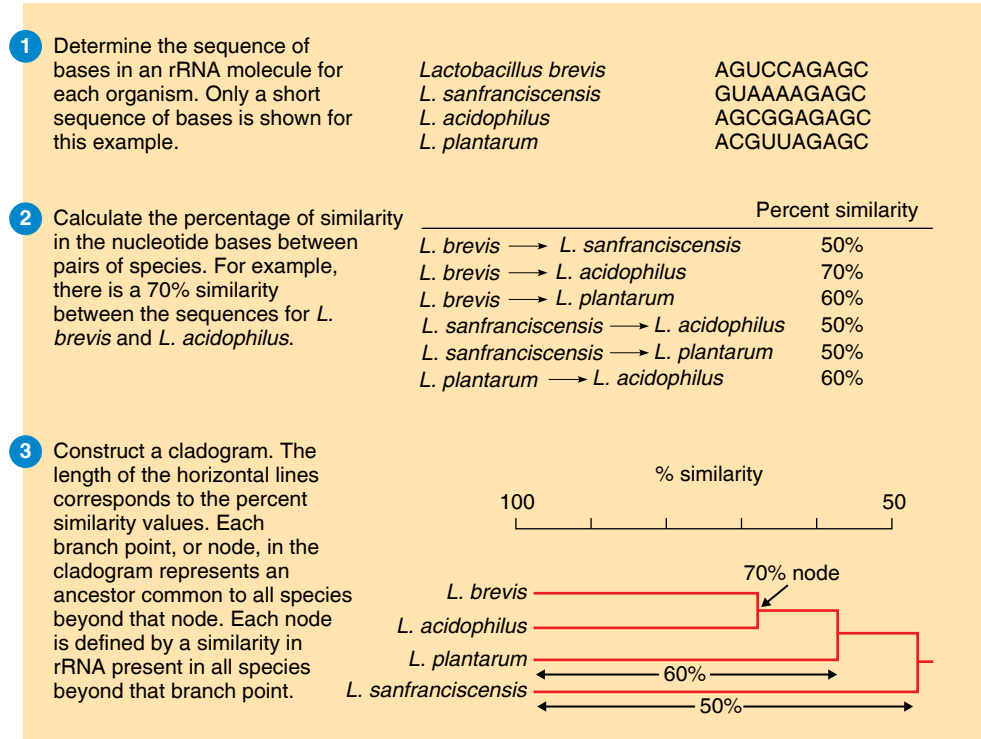 1 Determine the sequence of
bases in an rRNA molecule for
each organism. Only a short
sequence of bases is shown for
this example.
Lactobacillus brevis AGUCCAGAGC
L. sanfranciscensis GUAAAAGAGC
L. acidophilus AGCGGAGAGC
L. plantarum ACGUUAGAGC
2 Calculate the percentage of similarity
in the nucleotide bases between
pairs of species. For example,
there is a 70% similarity
between the sequences for L.
brevis and L. acidophilus.
Percent similarity
L. brevis → L. sanfranciscensis 50%
L. brevis → L. acidophilus 70%
L. brevis → L. plantarum 60%
L. sanfranciscensis → L. acidophilus 50%
L. sanfranciscensis → L. plantarum 50%
L. plantarum → L. acidophilus 60%
3 Construct a cladogram. The
length of the horizontal lines
corresponds to the percent
similarity values. Each
branch point, or node, in the
cladogram represents an
ancestor common to all species
beyond that node. Each node
is defined by a similarity in
rRNA present in all species
beyond that branch point.
% similarity
100 50
70% node
L. brevis
L. acidophilus
L. plantarum
60%
L. sanfranciscensis
50%